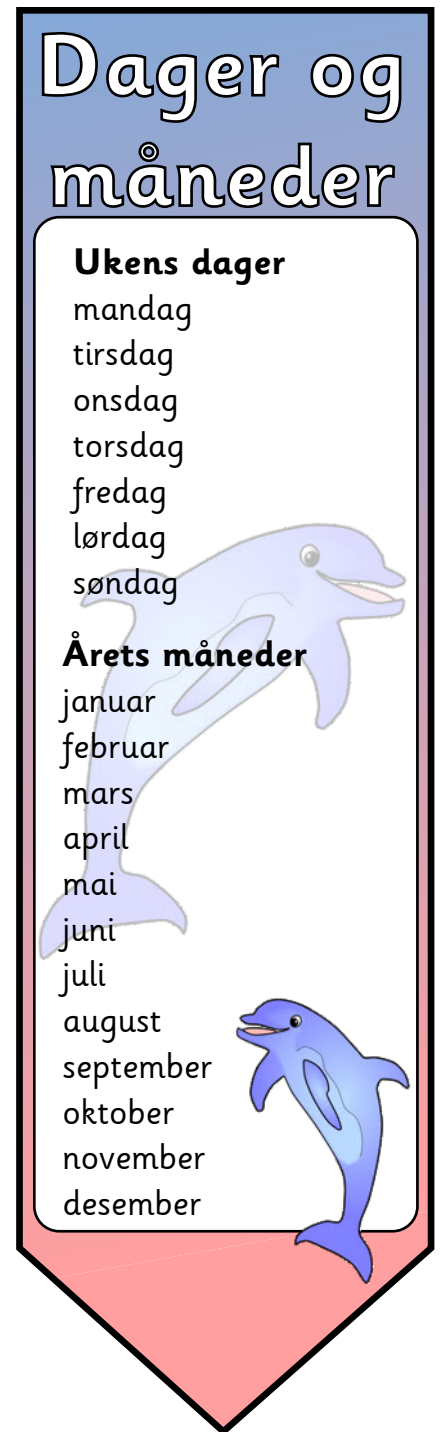 Dager og
måneder
Ukens dager
mandag
tirsdag
onsdag
torsdag
fredag
lørdag
søndag
Årets måneder
januar
februar
mars
april
mai
juni
juli
august
september
oktober
november
desember